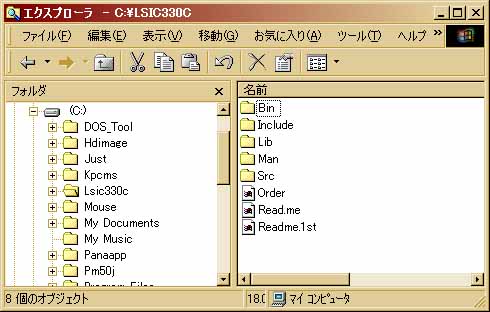 エクスプローラ - C:¥LSIC330C
ファイル(F) 編集(E) 表示(V) 移動(G) お気に入り(A) ツール(T) ヘルプ »
フォルダ
(C:)
DOS_Tool
Hdimage
Just
Kpcms
Lsic330c
Mouse
My Documents
My Music
Panaapp
Pm50j
Program Files
名前
Bin
Include
Lib
Man
Src
Order
Read.me
Readme.1st
8 個のオブジェクト 18.0 マイ コンピュータ